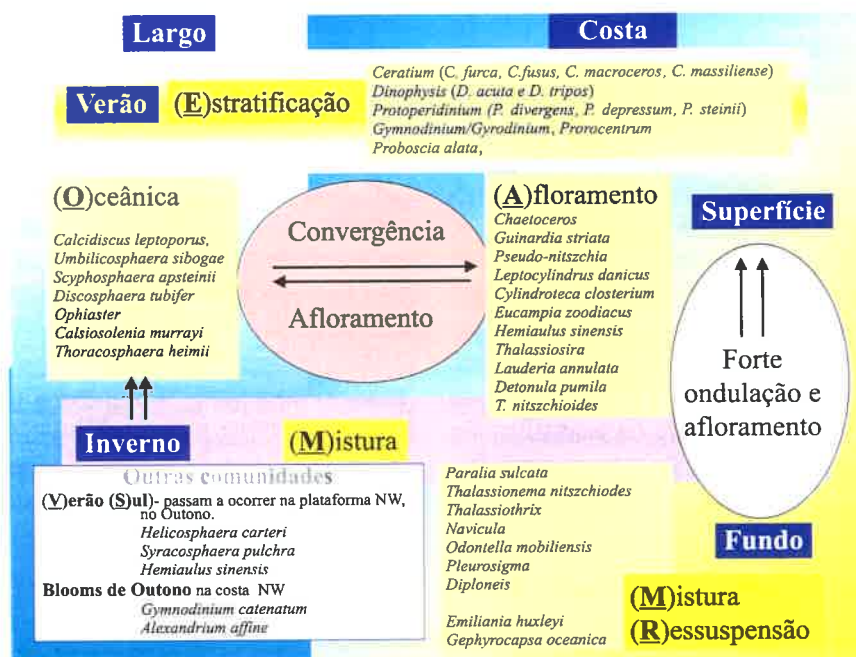 Largo
Costa
Verão
(E)stratificação
Ceratium (C. furca, C.fusus, C. macroceros, C. massiliense)
Dinophysis (D. acuta e D. tripos)
Protoperidinium (P. divergens, P. depressum, P. steinii)
Gymnodinium/Gyrodinium, Prorocentrum
Proboscia alata,
(O)ceânica
Calcidiscus leptoporus,
Umbilicosphaera sibogae
Scyphosphaera apsteinii
Discosphaera tubifer
Ophiaster
Calsiosolenia murrayi
Thoracosphaera heimii
Convergência
Afloramento
(A)floramento
Chaetoceros
Guinardia striata
Pseudo-nitszchia
Leptocylindrus danicus
Cylindroteca closterium
Eucampia zoodiacus
Hemiaulus sinensis
Thalassiosira
Lauderia annulata
Detonula pumila
T. nitszchioides
Superfície
Forte
ondulação e
afloramento
Fundo
Inverno
(M)istura
Outras comunidades
(V)erão (S)ul)- passam a ocorrer na plataforma NW,
no Outono.
Helicosphaera carteri
Syracosphaera pulchra
Hemiaulus sinensis
Blooms de Outono na costa NW
Gymnodinium catenatum
Alexandrium affine
Paralia sulcata
Thalassionema nitszchiodes
Thalassiothrix
Navicula
Odontella mobiliensis
Pleurosigma
Diploneis
Emiliania huxleyi
Gephyrocapsa oceanica
(M)istura
(R)essuspensão